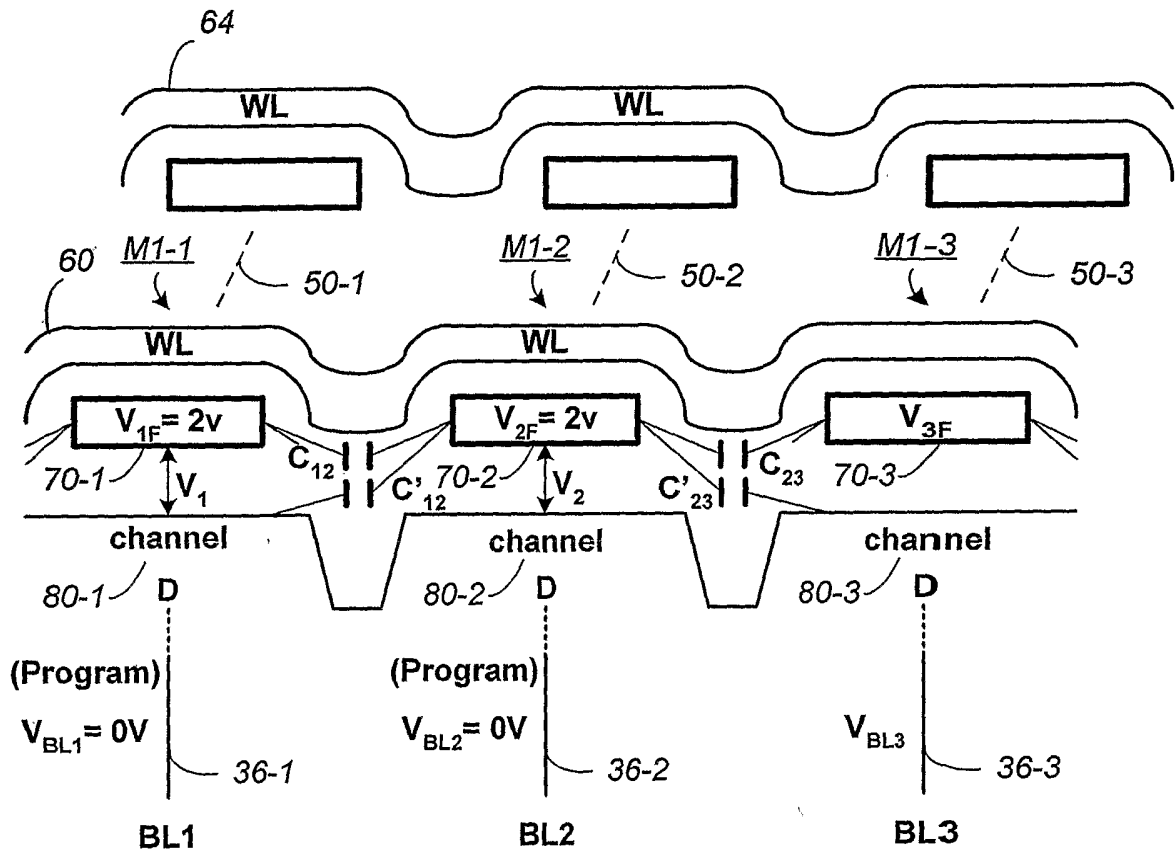 64
WL WL
60 M1-1 50-1 M1-2 50-2 M1-3 50-3
WL WL
V1F = 2v V2F = 2v V3F
C12 C23
70-1 V1 C'12 70-2 V2 C'23 70-3
channel channel channel
80-1 D 80-2 D 80-3 D
(Program) (Program)
VBL1 = 0V VBL2 = 0V VBL3
36-1 36-2 36-3
BL1 BL2 BL3